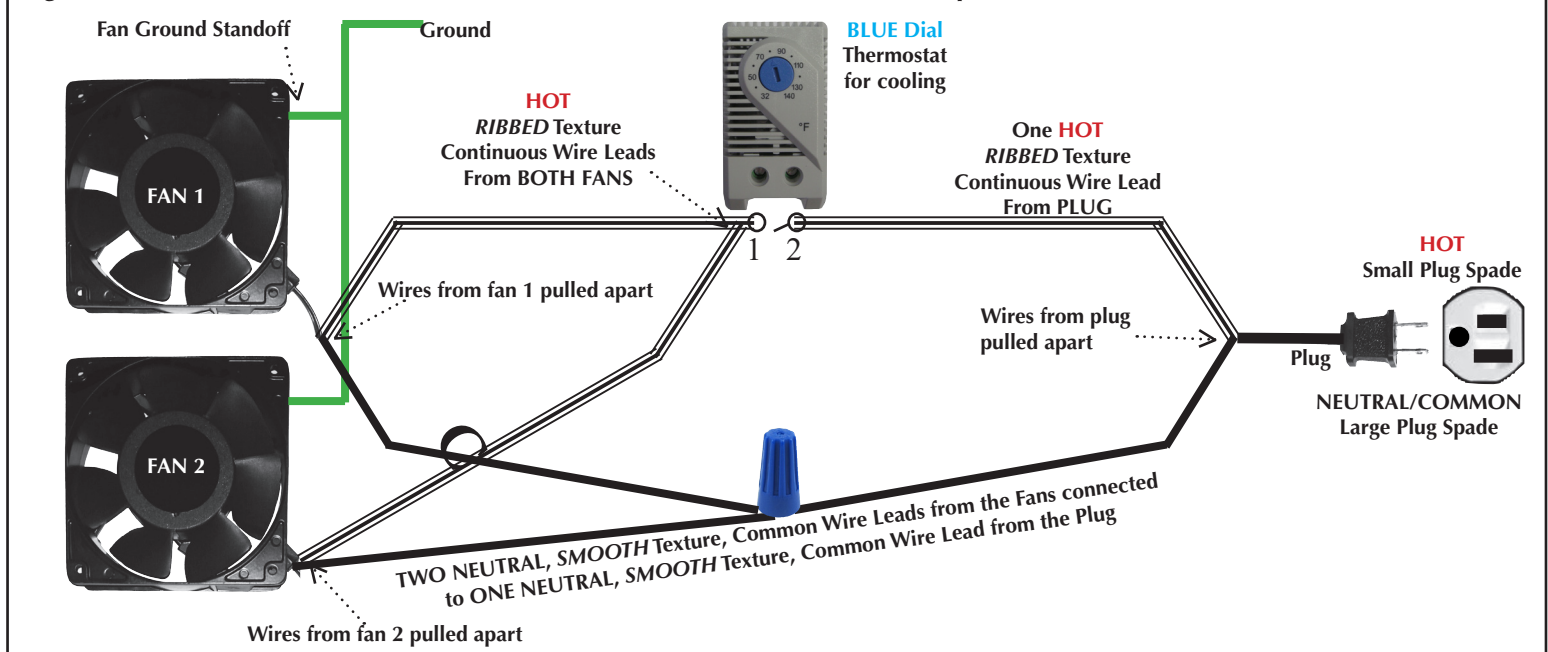 Fan Ground Standoff
Ground
BLUE Dial
Thermostat
for cooling
70 90
50 110
32 130
140
°F
HOT
RIBBED Texture
Continuous Wire Leads
From BOTH FANS
One HOT
RIBBED Texture
Continuous Wire Lead
From PLUG
FAN 1
1 2
HOT
Small Plug Spade
Wires from fan 1 pulled apart
Wires from plug
pulled apart
Plug
NEUTRAL/COMMON
Large Plug Spade
FAN 2
TWO NEUTRAL, SMOOTH Texture, Common Wire Leads from the Fans connected
to ONE NEUTRAL, SMOOTH Texture, Common Wire Lead from the Plug
Wires from fan 2 pulled apart